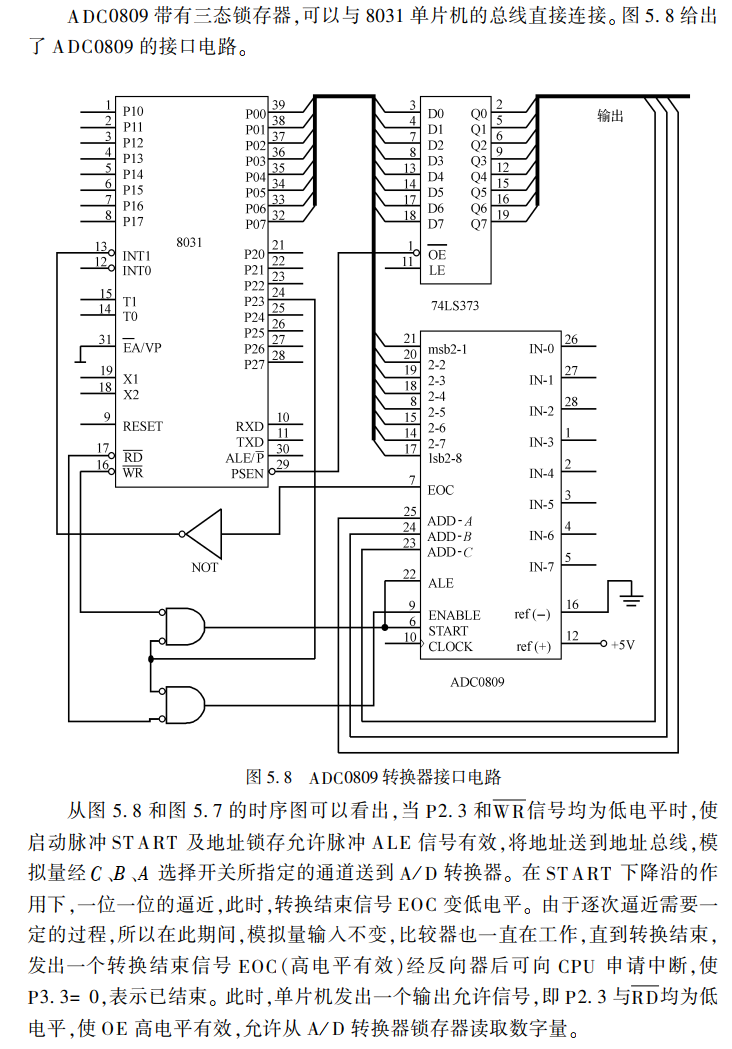 ADC0809 带有三态锁存器,可以与 8031 单片机的总线直接连接。图 5.8 给出
了 ADC0809 的接口电路。
1 P10 P00 39
2 P11 P01 38
3 P12 P02 37
4 P13 P03 36
5 P14 P04 35
6 P15 P05 34
7 P16 P06 33
8 P17 P07 32
8031
13 INT1 P20 21
12 INT0 P21 22
P22 23
15 T1 P23 24
14 T0 P24 25
P25 26
31 EA/VP P26 27
P27 28
19 X1
18 X2
9 RESET RXD 10
TXD 11
17 RD ALE/P 30
16 WR PSEN 29
3 D0 Q0 2
4 D1 Q1 5
7 D2 Q2 6
8 D3 Q3 9
13 D4 Q4 12
14 D5 Q5 15
17 D6 Q6 16
18 D7 Q7 19
1 OE
11 LE
74LS373
输出
21 msb2-1 IN-0 26
20 2-2
19 2-3 IN-1 27
18 2-4
8 2-5 IN-2 28
15 2-6
14 2-7 IN-3 1
17 lsb2-8
IN-4 2
7 EOC
IN-5 3
25 ADD-A
24 ADD-B IN-6 4
23 ADD-C
IN-7 5
22 ALE
9 ENABLE ref(−) 16
6 START
10 CLOCK ref(+) 12 +5V
ADC0809
NOT
图 5.8 ADC0809 转换器接口电路
从图 5.8 和图 5.7 的时序图可以看出,当 P2.3 和WR信号均为低电平时,使
启动脉冲 START 及地址锁存允许脉冲 ALE 信号有效,将地址送到地址总线,模
拟量经 C、B、A 选择开关所指定的通道送到 A/D 转换器。在 START 下降沿的作
用下,一位一位的逼近,此时,转换结束信号 EOC 变低电平。由于逐次逼近需要一
定的过程,所以在此期间,模拟量输入不变,比较器也一直在工作,直到转换结束,
发出一个转换结束信号 EOC(高电平有效)经反向器后可向 CPU 申请中断,使
P3.3= 0,表示已结束。此时,单片机发出一个输出允许信号,即 P2.3 与RD均为低
电平,使 OE 高电平有效,允许从 A/D 转换器锁存器读取数字量。